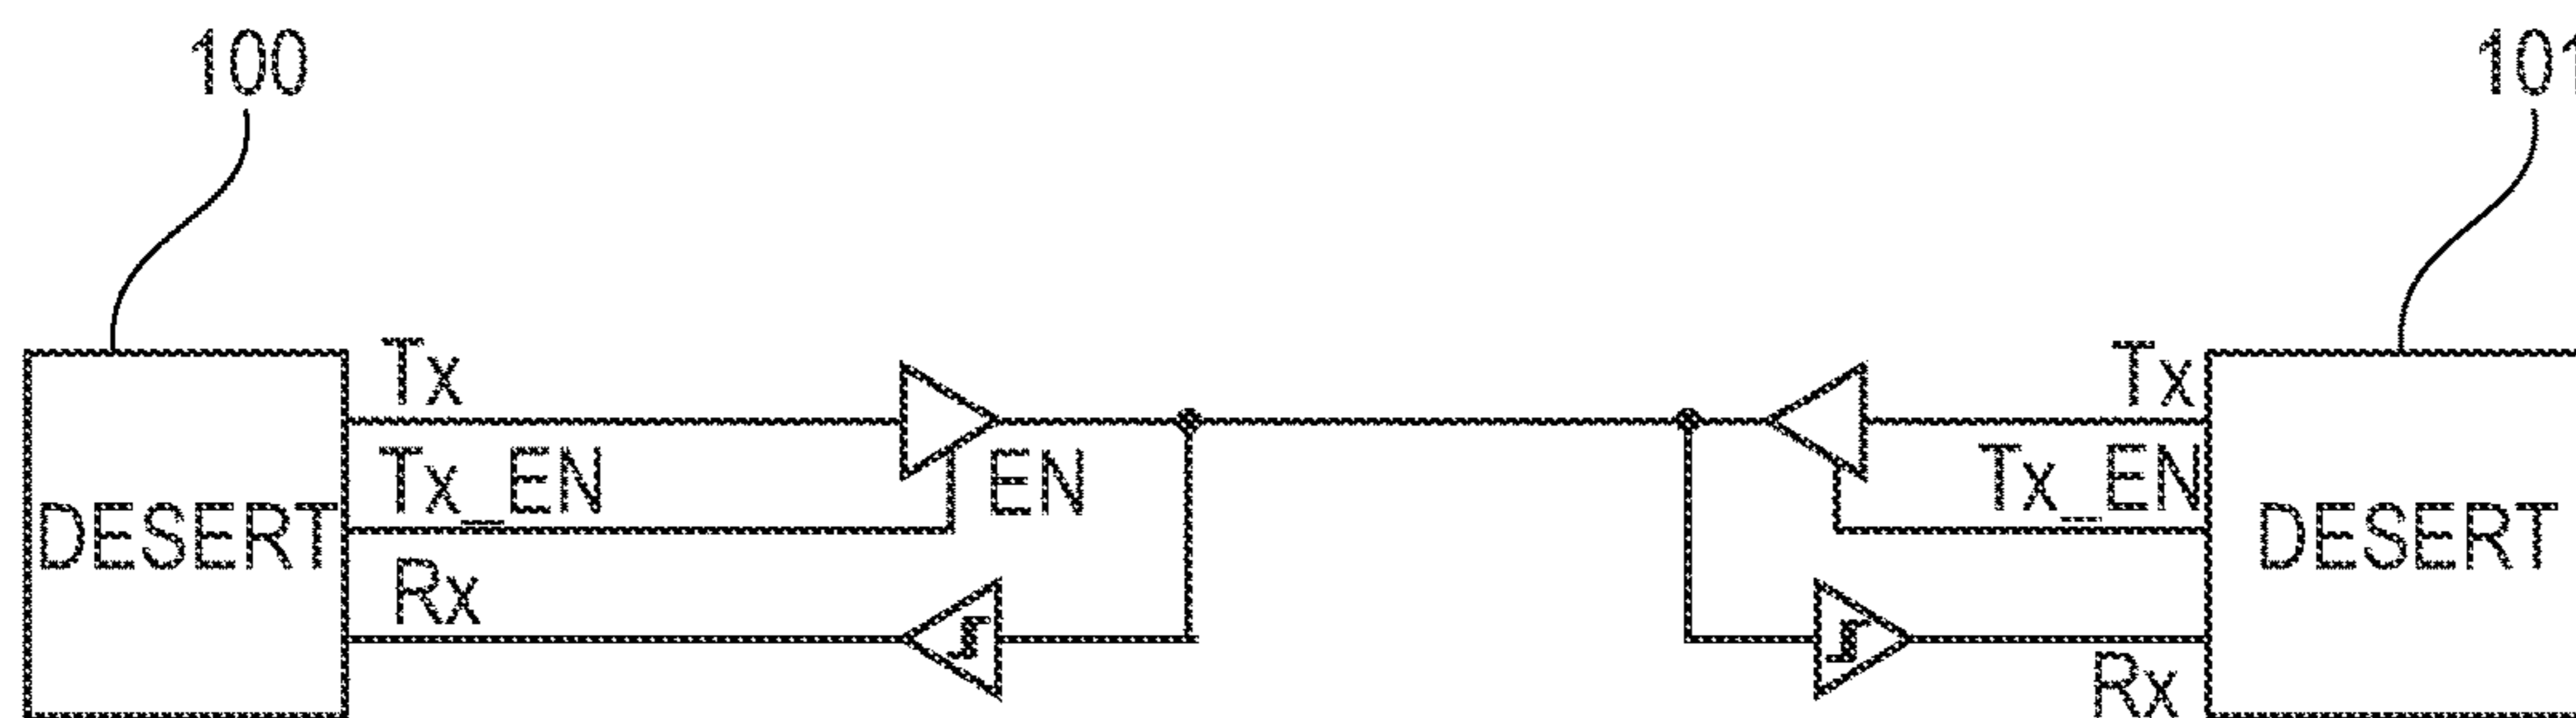 100
101
Tx
Tx
Tx_EN
EN
Tx_EN
DESERT
DESERT
Rx
Rx